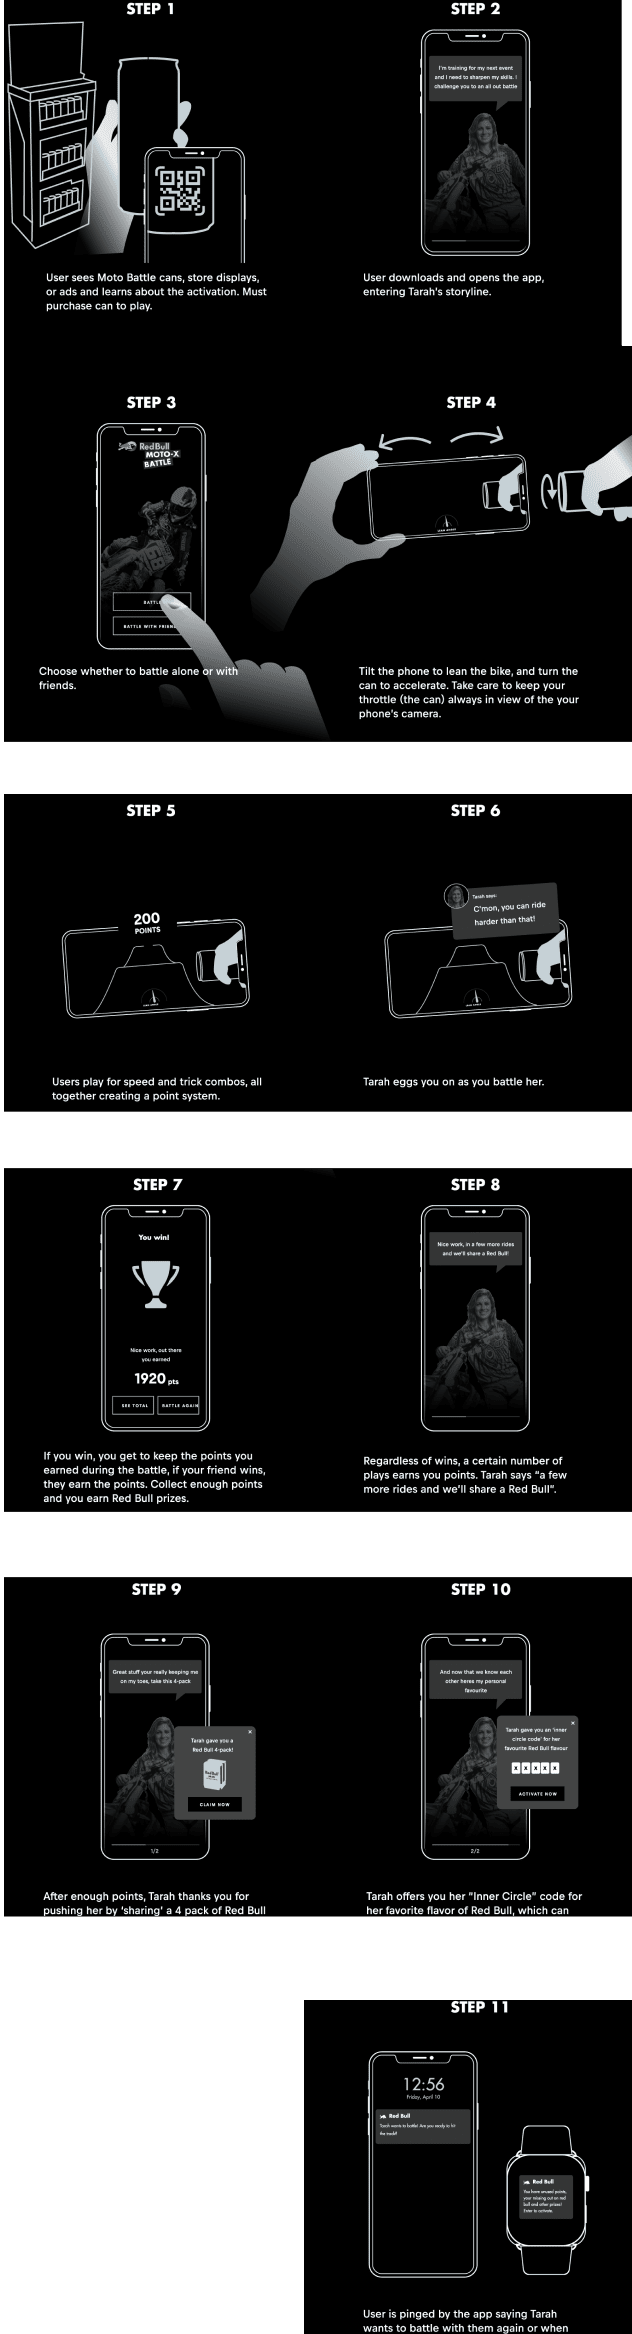 STEP 1
User sees Moto Battle cans, store displays,
or ads and learns about the activation. Must
purchase can to play.
STEP 2
I'm training for my next event
and I need to sharpen my skills. I
challenge you to an all out battle
User downloads and opens the app,
entering Tarah's storyline.
STEP 3
Red Bull
MOTO-X
BATTLE
BATTLE
BATTLE WITH FRIEN
Choose whether to battle alone or with
friends.
STEP 4
Tilt the phone to lean the bike, and turn the
can to accelerate. Take care to keep your
throttle (the can) always in view of the your
phone's camera.
STEP 5
200
POINTS
Users play for speed and trick combos, all
together creating a point system.
STEP 6
Tarah says:
C'mon, you can ride
harder than that!
Tarah eggs you on as you battle her.
STEP 7
You win!
Nice work, out there
you earned
1920 pts
SEE TOTAL
BATTLE AGAIN
If you win, you get to keep the points you
earned during the battle, if your friend wins,
they earn the points. Collect enough points
and you earn Red Bull prizes.
STEP 8
Nice work, in a few more rides
and we'll share a Red Bull!
Regardless of wins, a certain number of
plays earns you points. Tarah says "a few
more rides and we'll share a Red Bull".
STEP 9
Great stuff your really keeping me
on my toes, take this 4-pack
Tarah gave you a
Red Bull 4-pack!
Red Bull
CLAIM NOW
1/2
After enough points, Tarah thanks you for
pushing her by 'sharing' a 4 pack of Red Bull
STEP 10
And now that we know each
other heres my personal
favourite
Tarah gave you an 'inner
circle code' for her
favourite Red Bull flavour
X X X X X
ACTIVATE NOW
2/2
Tarah offers you her "Inner Circle" code for
her favorite flavor of Red Bull, which can
STEP 11
12:56
Friday, April 10
Red Bull
Tarah wants to battle! Are you ready to hit
the track?
Red Bull
You have unused points,
your missing out on red
bull and other prizes!
Enter to activate.
User is pinged by the app saying Tarah
wants to battle with them again or when